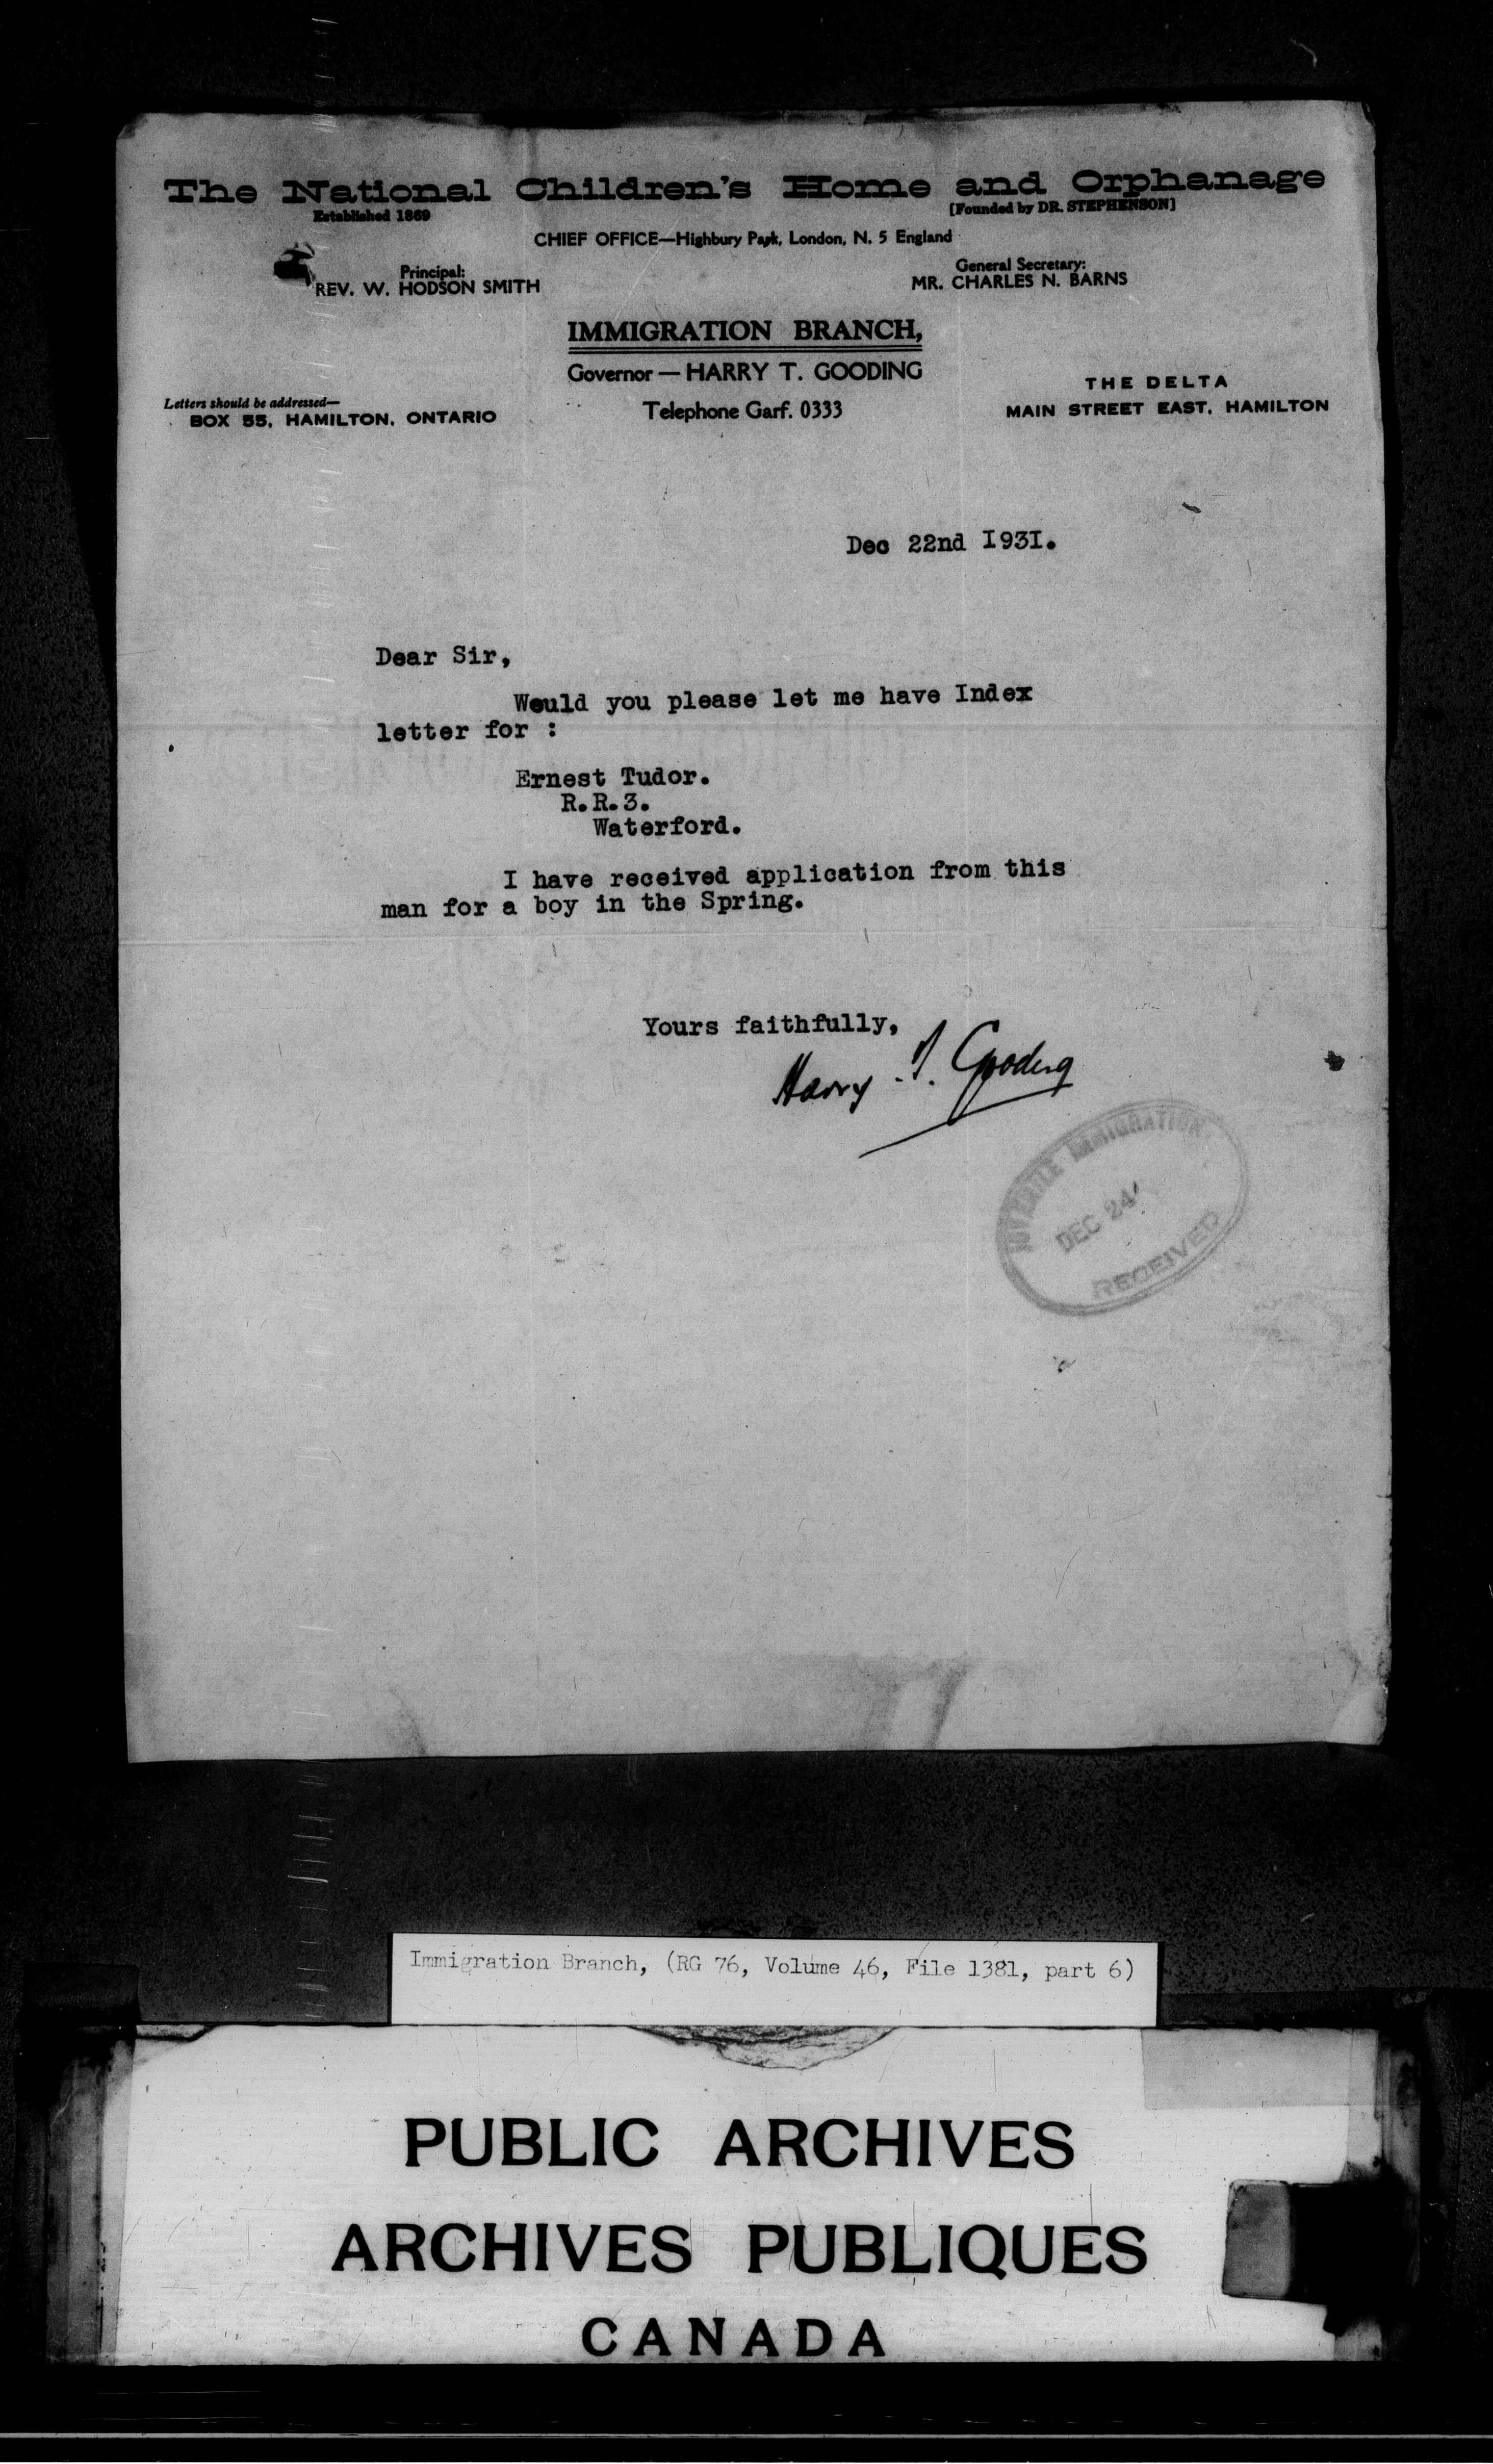 The National Children's Home and Orphanage
Established 1869
[Founded by DR. STEPHENSON]
CHIEF OFFICE—Highbury Park, London, N. 5 England
Principal:
REV. W. HODSON SMITH
General Secretary:
MR. CHARLES N. BARNS
IMMIGRATION BRANCH,
Governor — HARRY T. GOODING
Telephone Garf. 0333
Letters should be addressed—
BOX 55, HAMILTON, ONTARIO
THE DELTA
MAIN STREET EAST, HAMILTON
Dec 22nd I93I.
Dear Sir,
Would you please let me have Index
letter for :
Ernest Tudor.
R.R.3.
Waterford.
I have received application from this
man for a boy in the Spring.
Yours faithfully,
Harry T. Gooding
JUVENILE IMMIGRATION
DEC 24
RECEIVED
Immigration Branch, (RG 76, Volume 46, File 1381, part 6)
PUBLIC ARCHIVES
ARCHIVES PUBLIQUES
CANADA